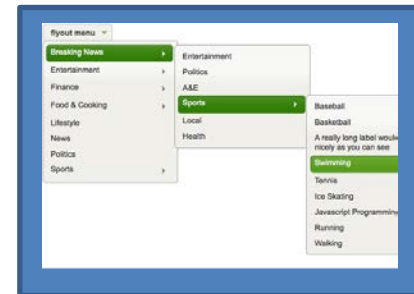 flyout menu
Breaking News
Entertainment
Finance
Food & Cooking
Lifestyle
News
Politics
Sports
Entertainment
Politics
A&E
Sports
Local
Health
Baseball
Basketball
A really long label would
nicely as you can see
Swimming
Tennis
Ice Skating
Javascript Programming
Running
Walking